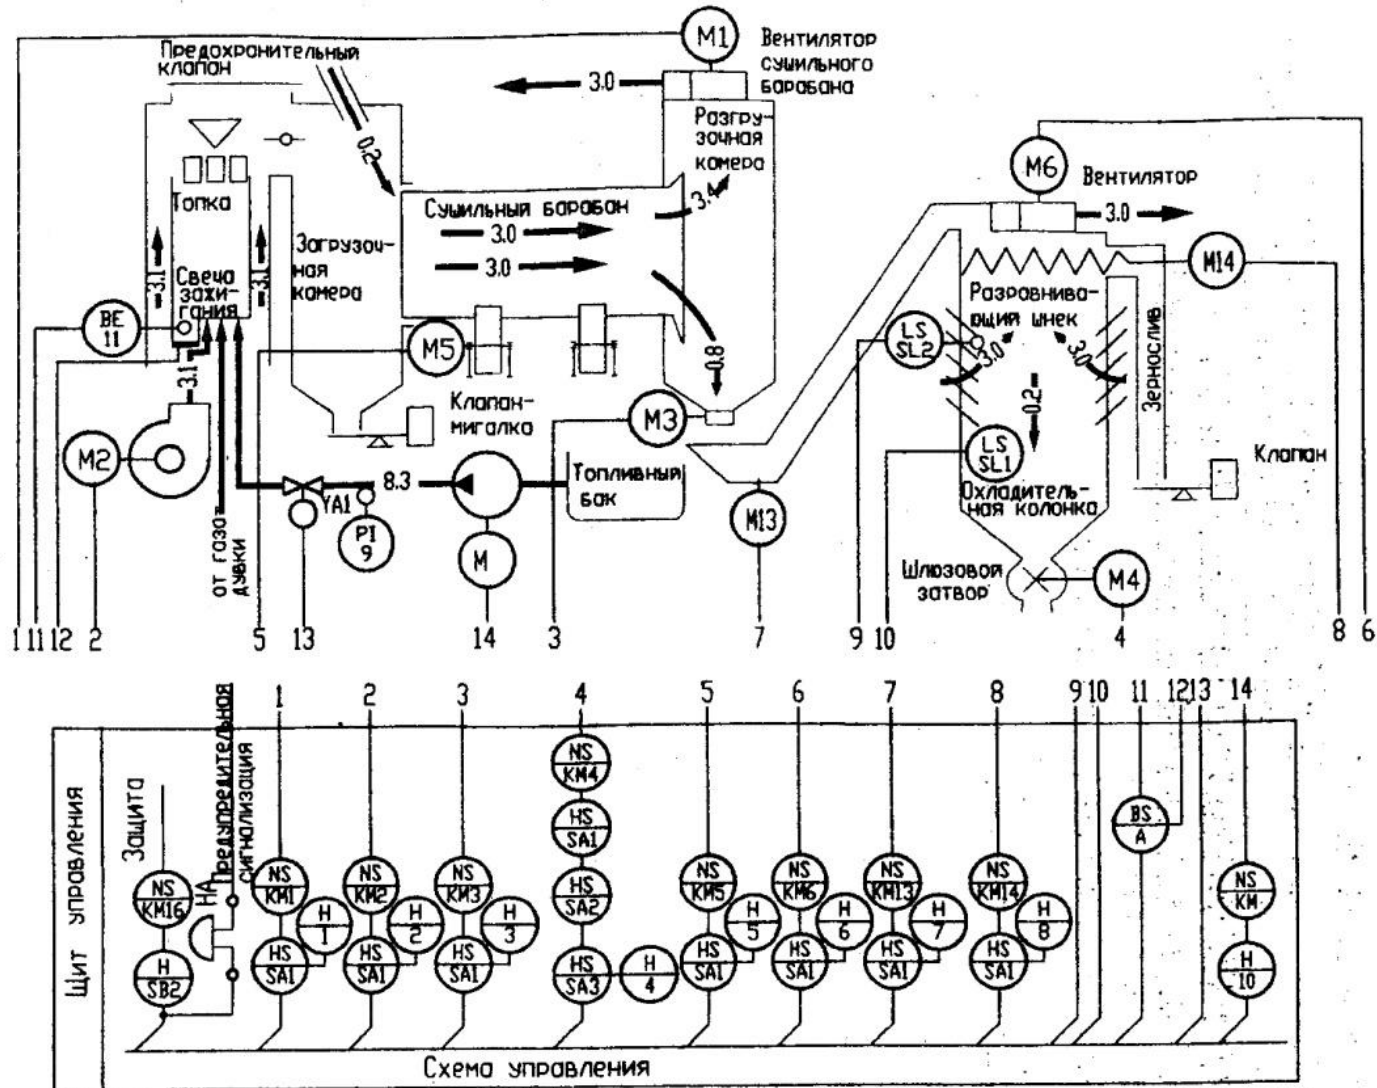 M1
Вентилятор
сушильного
барабана
Предохронительный
клапан
3.0
0.2
Разгру-
зочная
камера
3.4
M6
Вентилятор
3.0
M14
Топка
Сушильный барабан
3.0
3.0
Загрузоч-
ная
камера
3.1
3.1
Свеча
зажи-
гания
BE
11
M5
0.8
LS
SL2
Разравнива-
ющий шнек
3.0
3.0
0.2
Зернослив
3.1
Клапан-
мигалка
M3
LS
SL1
Клапан
M2
8.3
YA1
PI
9
M
Топливный
бак
M13
Охладитель-
ная колонка
от газо
дувки
Шлюзовой
затвор
M4
1 11 12 2 5 13 14 3 7 9 10 4 8 6
1 2 3 4 5 6 7 8 9 10 11 12 13 14
Щит управления
Защита
Предупредительная
сигнализация
HA
NS
KM16
H
SB2
NS
KM1
H
1
HS
SA1
NS
KM2
H
2
HS
SA1
NS
KM3
H
3
HS
SA1
NS
KM4
HS
SA1
HS
SA2
HS
SA3
H
4
NS
KM5
H
5
HS
SA1
NS
KM6
H
6
HS
SA1
NS
KM13
H
7
HS
SA1
NS
KM14
H
8
HS
SA1
BS
A
NS
KM
H
10
Схема управления